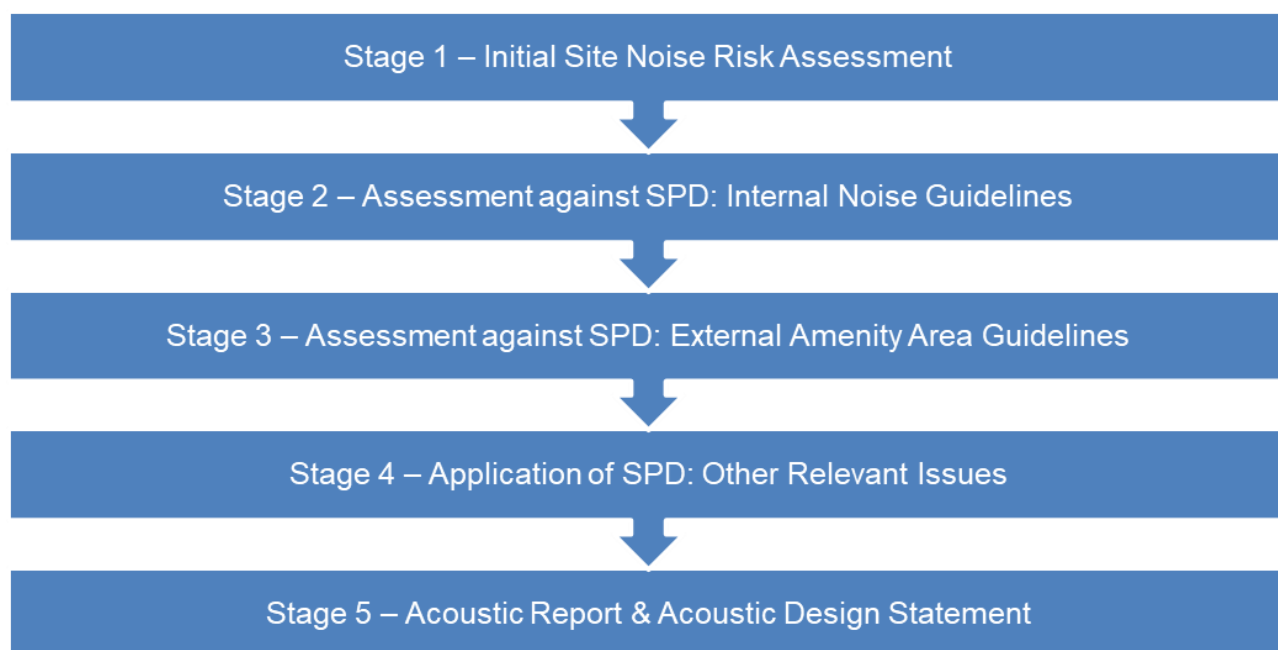 Stage 1 – Initial Site Noise Risk Assessment
Stage 2 – Assessment against SPD: Internal Noise Guidelines
Stage 3 – Assessment against SPD: External Amenity Area Guidelines
Stage 4 – Application of SPD: Other Relevant Issues
Stage 5 – Acoustic Report & Acoustic Design Statement